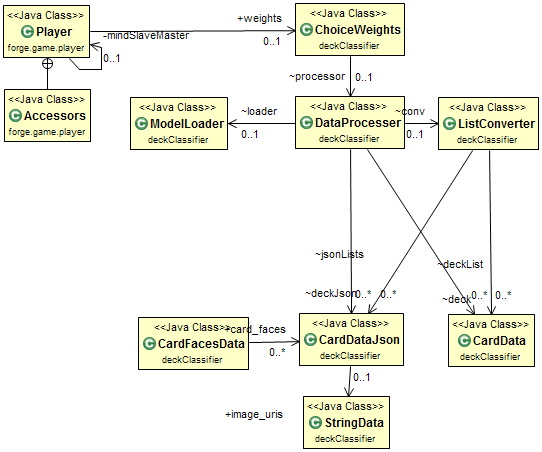 <<Java Class>>
Player
forge.game.player
-mindSlaveMaster
0..1
+weights
0..1
<<Java Class>>
ChoiceWeights
deckClassifier
~processor
0..1
<<Java Class>>
Accessors
forge.game.player
<<Java Class>>
ModelLoader
deckClassifier
~loader
0..1
<<Java Class>>
DataProcesser
deckClassifier
~conv
0..1
<<Java Class>>
ListConverter
deckClassifier
~jsonLists
0..*
~deckList
0..*
~deckJson
0..*
~deck
0..*
<<Java Class>>
CardFacesData
deckClassifier
+card_faces
0..*
<<Java Class>>
CardDataJson
deckClassifier
<<Java Class>>
CardData
deckClassifier
0..1
+image_uris
<<Java Class>>
StringData
deckClassifier